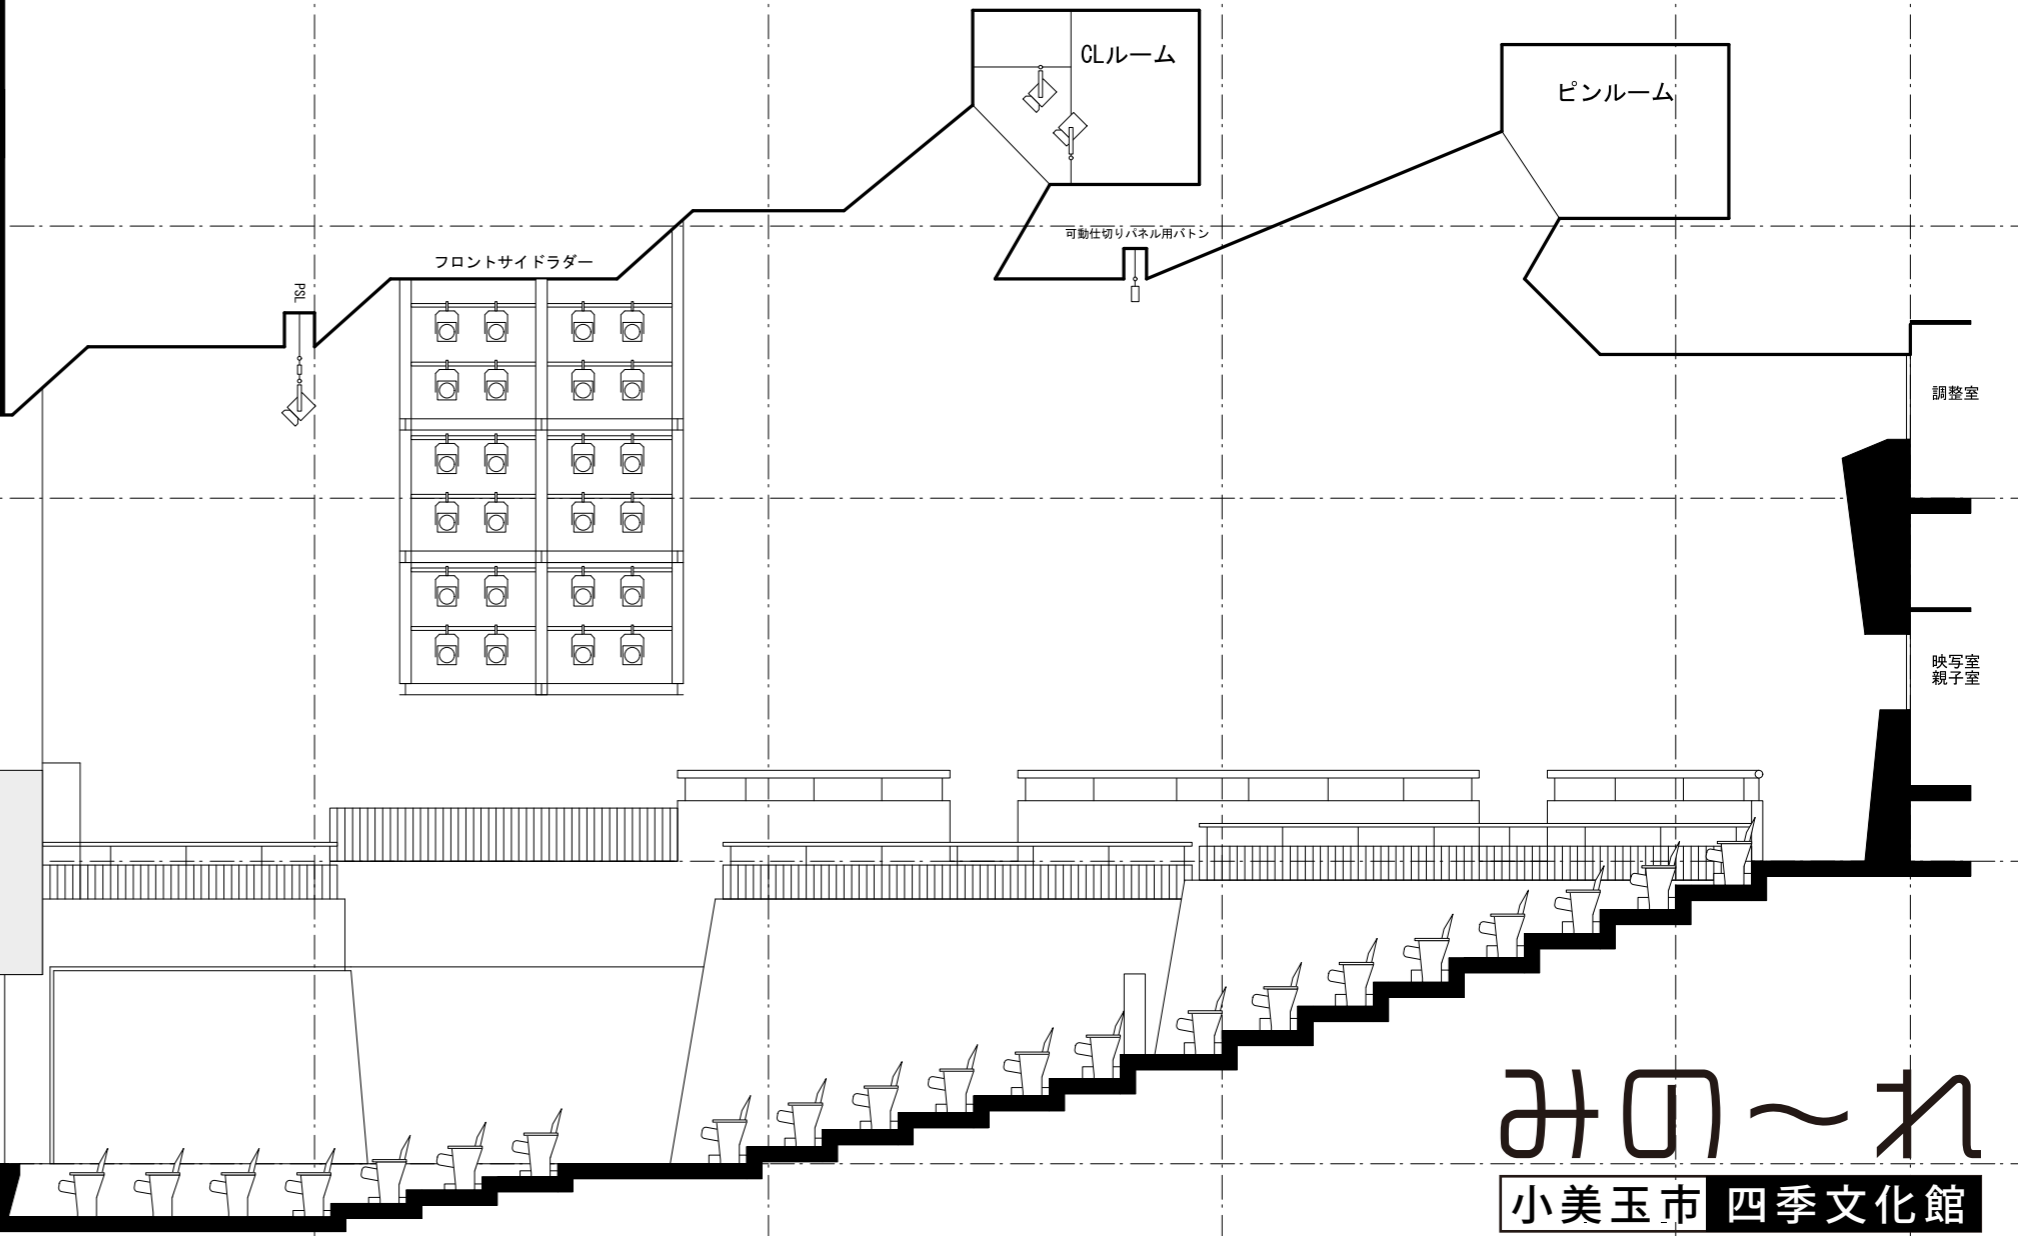 CLルーム
ピンルーム
可動仕切りパネル用バトン
フロントサイドラダー
PSL
調整室
映写室
親子室
みの〜れ
小美玉市 四季文化館